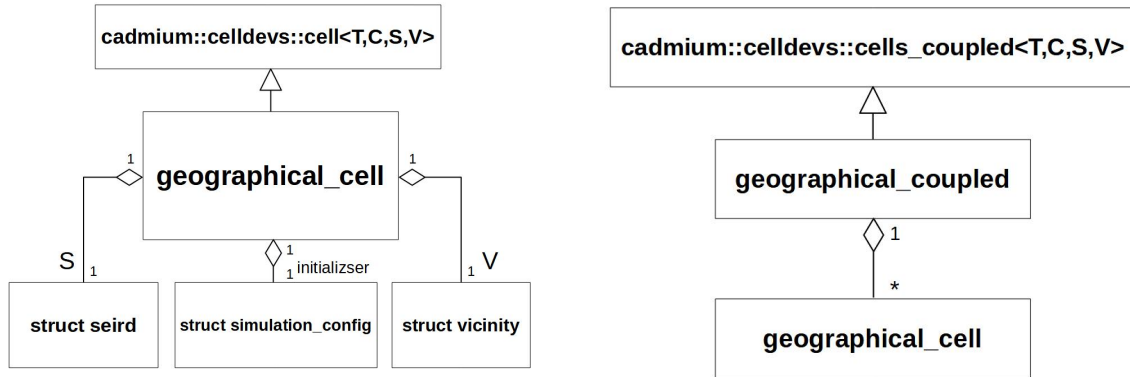 cadmium::celldevs::cell<T,C,S,V>
geographical_cell
1
1
1
S
1
1
initializser
V
1
struct seird
struct simulation_config
struct vicinity
cadmium::celldevs::cells_coupled<T,C,S,V>
geographical_coupled
1
*
geographical_cell